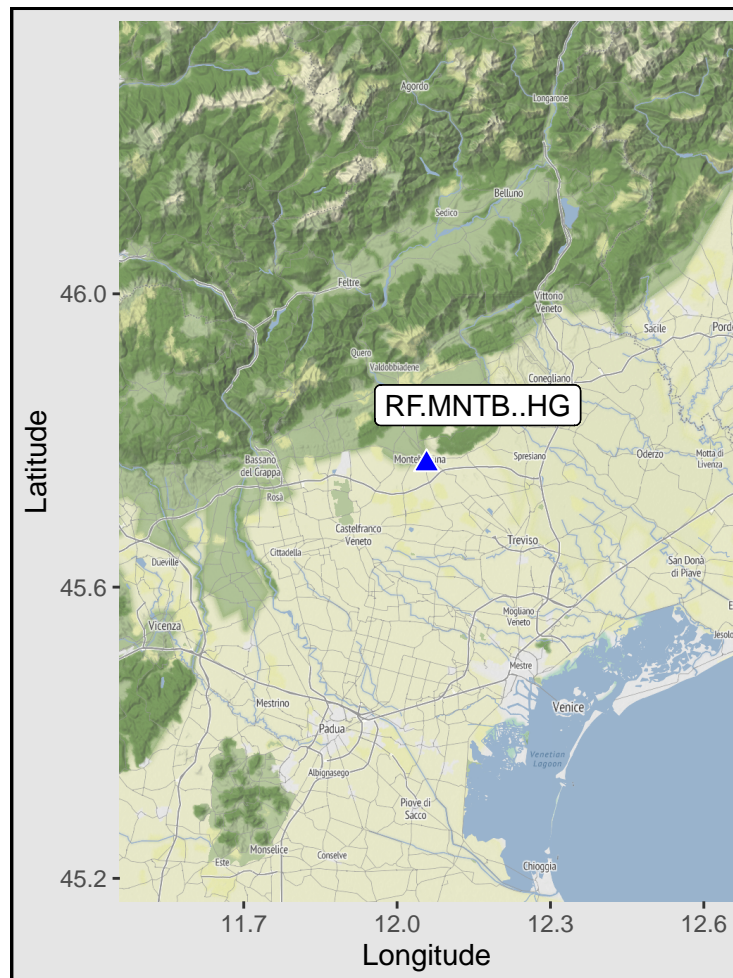 Agordo
Longarone
Belluno
Sedico
Feltre
46.0
Vittorio
Veneto
Sacile
Quero
Valdobbiadene
Conegliano
RF.MNTB..HG
Bassano
del Grappa
Spresiano
Oderzo
Motta di
Livenza
Rosà
Latitude
Castelfranco
Veneto
Treviso
Cittadella
Dueville
45.6
San Donà
di Piave
Mogliano
Veneto
Vicenza
Mestre
Mestrino
Venice
Padua
Venetian
Lagoon
Albignasego
Piove di
Sacco
Este
Monselice
Conselve
Chioggia
45.2
11.7
12.0
12.3
12.6
Longitude